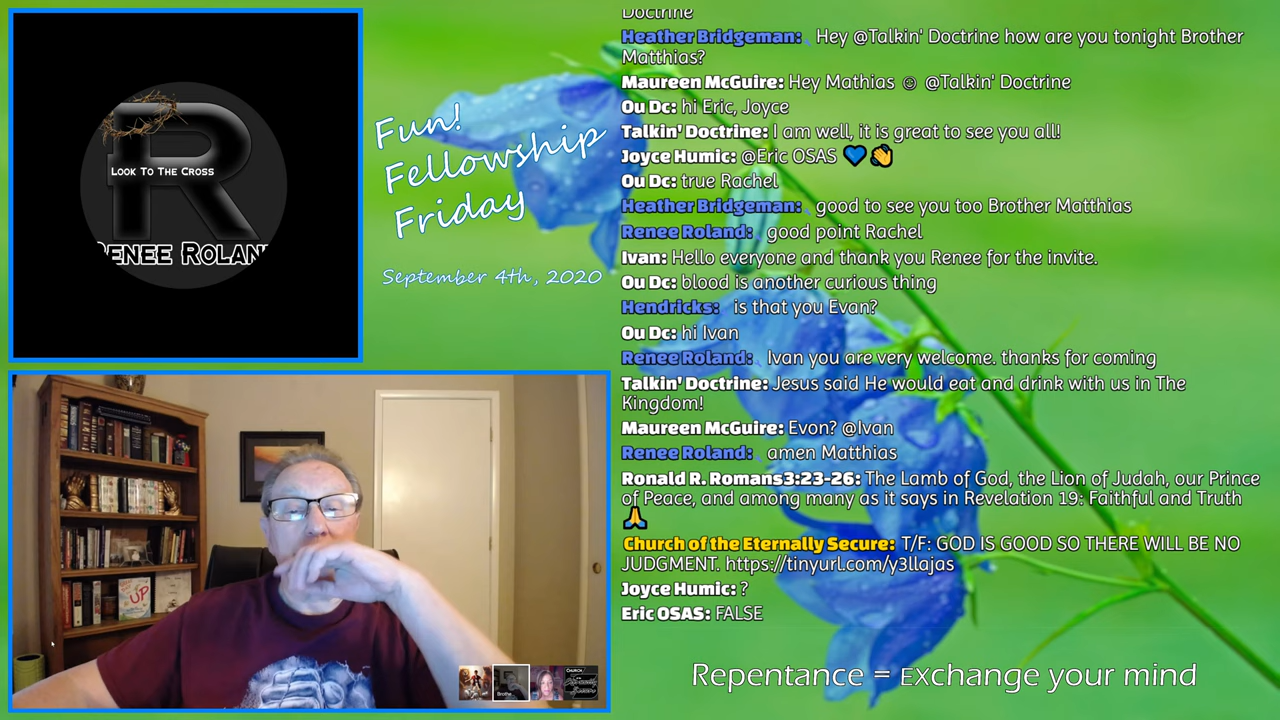 LOOK TO THE CROSS
RENEE ROLAN
Fun!
Fellowship
Friday
September 4th, 2020
Doctrine
Heather Bridgeman: Hey @Talkin' Doctrine how are you tonight Brother
Matthias?
Maureen McGuire: Hey Mathias ☺ @Talkin' Doctrine
Ou Dc: hi Eric, Joyce
Talkin' Doctrine: I am well, it is great to see you all!
Joyce Humic: @Eric OSAS 💙👏
Ou Dc: true Rachel
Heather Bridgeman: good to see you too Brother Matthias
Renee Roland: good point Rachel
Ivan: Hello everyone and thank you Renee for the invite.
Ou Dc: blood is another curious thing
Hendricks: is that you Evan?
Ou Dc: hi Ivan
Renee Roland: Ivan you are very welcome. thanks for coming
Talkin' Doctrine: Jesus said He would eat and drink with us in The
Kingdom!
Maureen McGuire: Evon? @Ivan
Renee Roland: amen Matthias
Ronald R. Romans3:23-26: The Lamb of God, the Lion of Judah, our Prince
of Peace, and among many as it says in Revelation 19: Faithful and Truth
🙏
Church of the Eternally Secure: T/F: GOD IS GOOD SO THERE WILL BE NO
JUDGMENT. https://tinyurl.com/y3llajas
Joyce Humic: ?
Eric OSAS: FALSE
UP
Brothe...
CHURCH
Repentance = EXchange your mind